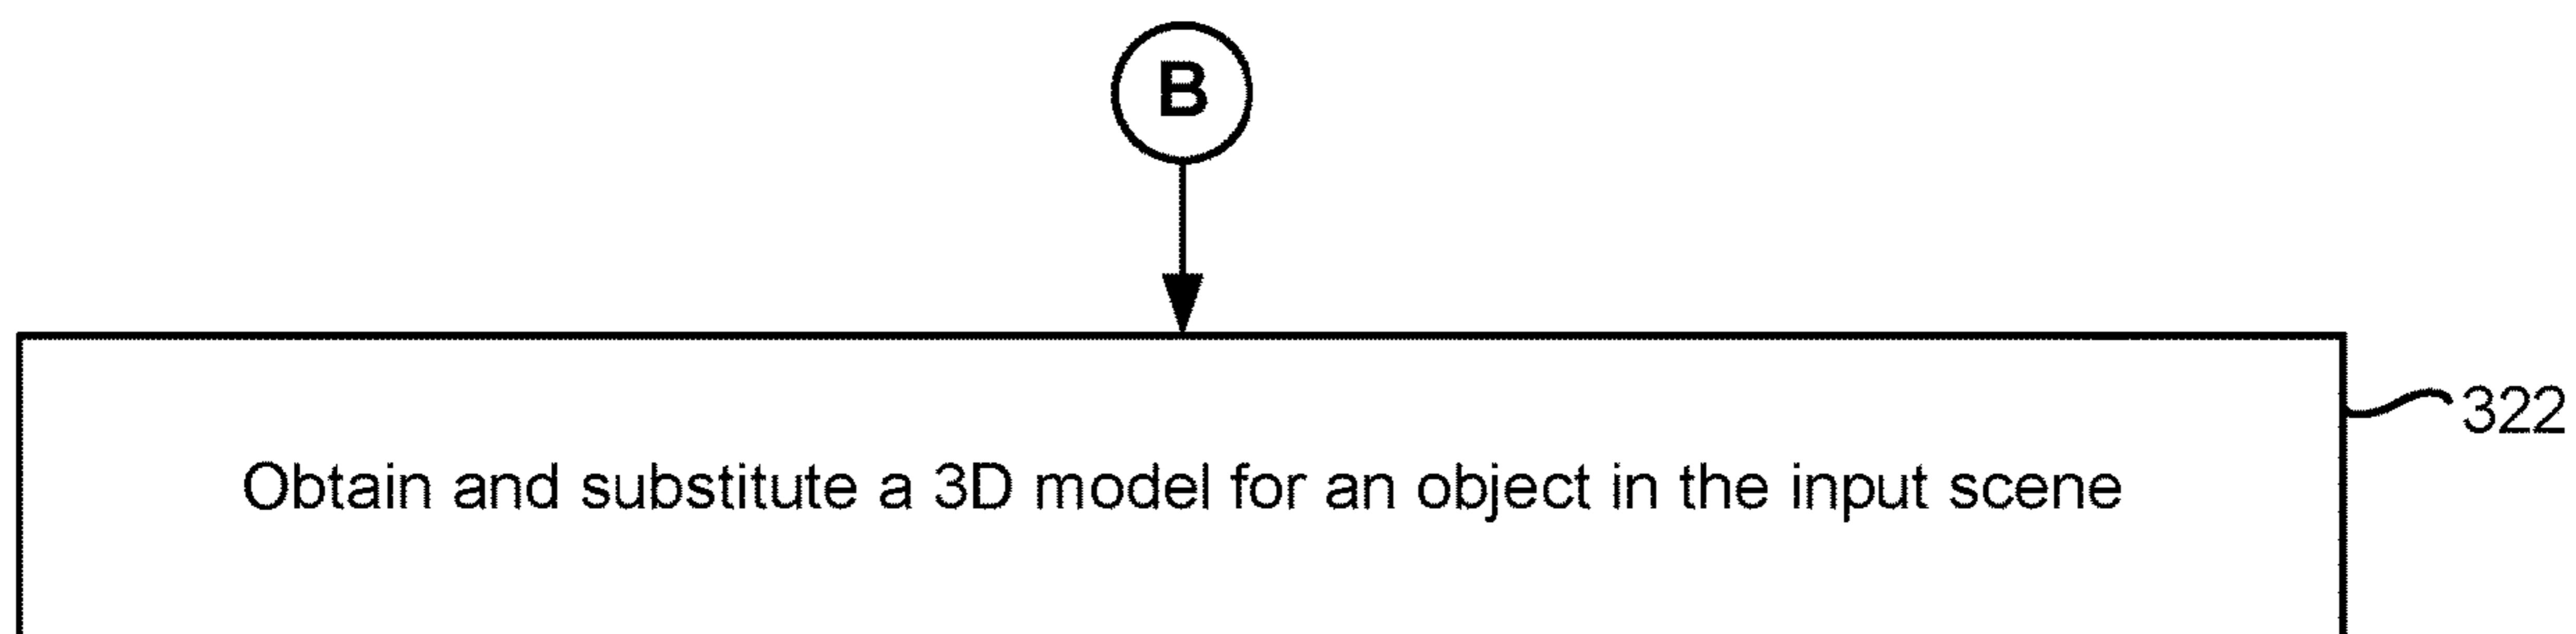 B
322
Obtain and substitute a 3D model for an object in the input scene